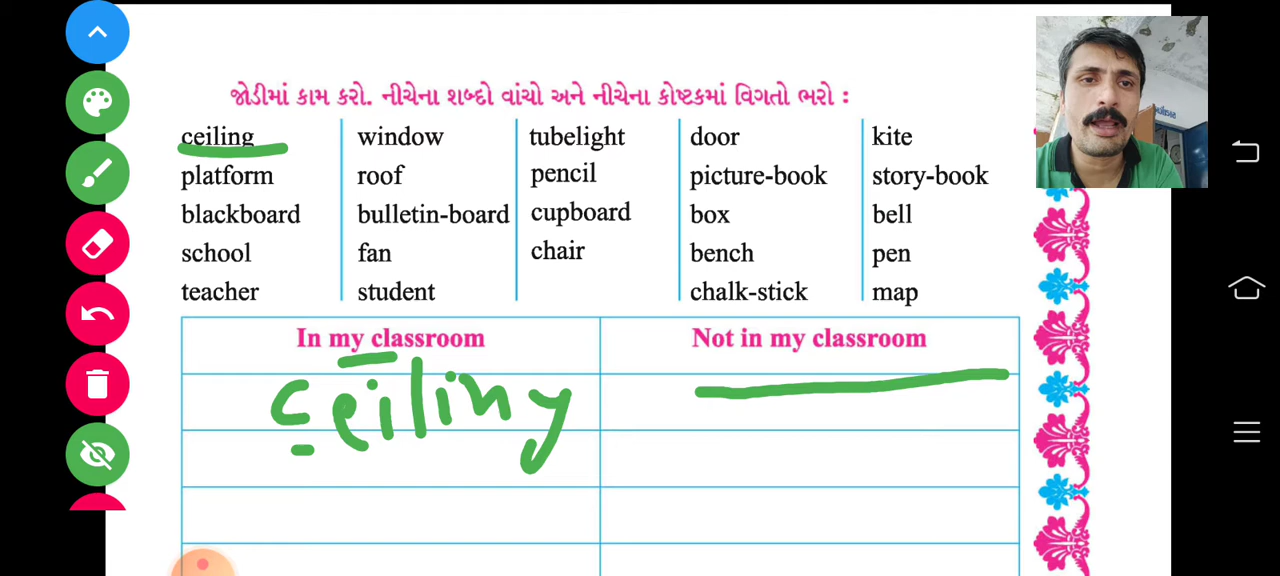 જોડીમાં કામ કરો. નીચેના શબ્દો વાંચો અને નીચેના કોષ્ટકમાં વિગતો ભરો :
ceiling window tubelight door kite
platform roof pencil picture-book story-book
blackboard bulletin-board cupboard box bell
school fan chair bench pen
teacher student chalk-stick map
In my classroom Not in my classroom
ceiling